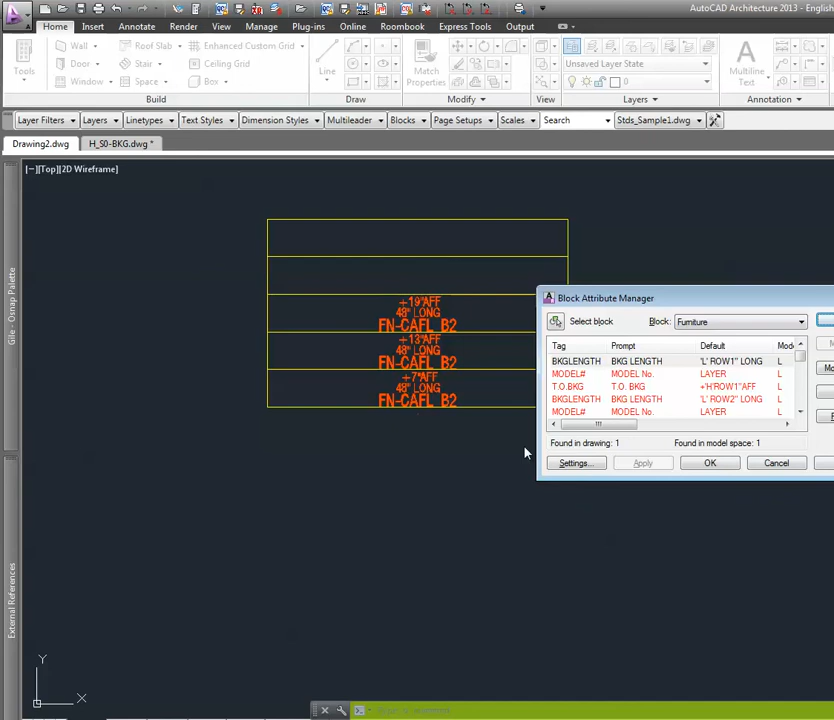 AutoCAD Architecture 2013 - English
Home Insert Annotate Render View Manage Plug-ins Online Express Tools Output
Wall Roof Slab Enhanced Custom Grid
Door Stair Ceiling Grid
Window Space Box
Tools
Line
Match
Properties
Unsaved Layer State
0
Multiline
Text
Build Draw Modify View Layers Annotation
Layer Filters Layers Linetypes Text Styles Dimension Styles Multileader Blocks Page Setups Scales Search Stds_Sample1.dwg
Drawing2.dwg H_S0-BKG.dwg *
[−][Top][2D Wireframe]
+19"AFF
48" LONG
FN-CAFL B2
+13"AFF
48" LONG
FN-CAFL B2
+7"AFF
48" LONG
FN-CAFL B2
Block Attribute Manager
Select block Block: Furniture
Tag Prompt Default
BKGLENGTH BKG LENGTH 'L' ROW1" LONG L
MODEL# MODEL No. LAYER L
T.O.BKG T.O. BKG +'H'ROW1"AFF L
BKGLENGTH BKG LENGTH 'L' ROW2" LONG L
MODEL# MODEL No. LAYER L
Found in drawing: 1 Found in model space: 1
Settings... Apply OK Cancel
Gile - Osnap Palette
External References
Y
X